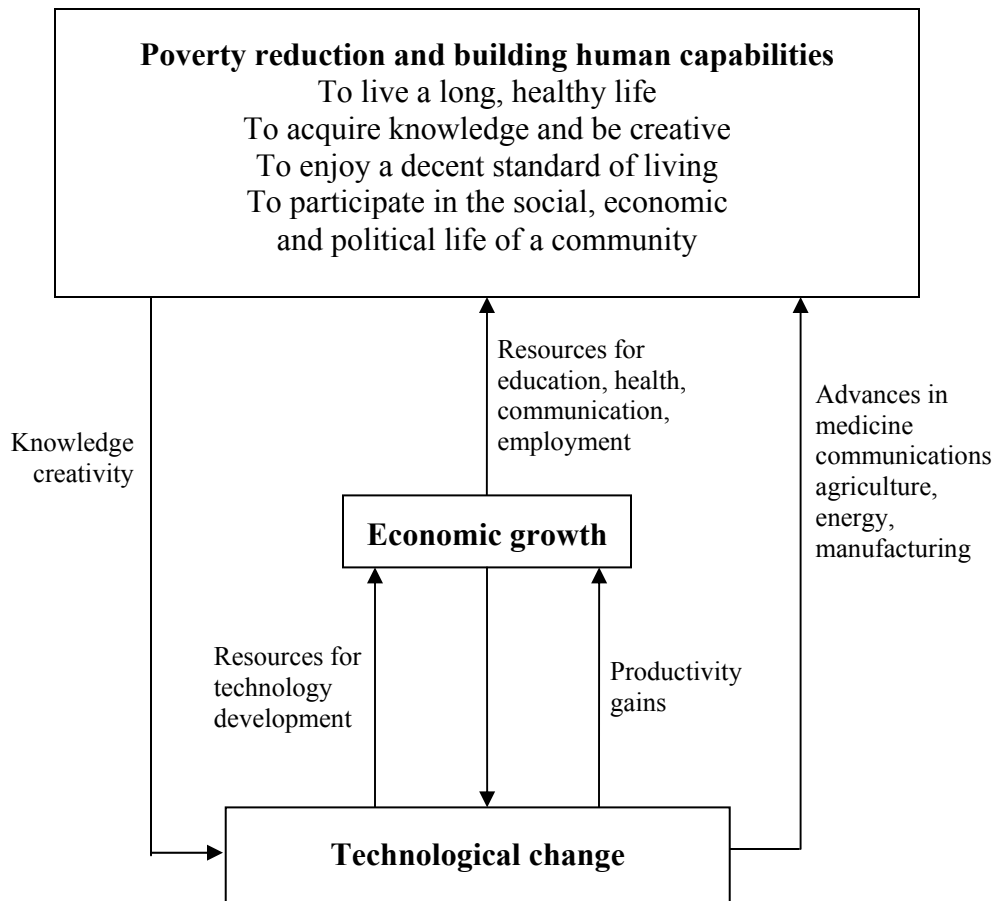 Poverty reduction and building human capabilities
To live a long, healthy life
To acquire knowledge and be creative
To enjoy a decent standard of living
To participate in the social, economic
and political life of a community
Knowledge
creativity
Resources for
education, health,
communication,
employment
Advances in
medicine
communications
agriculture,
energy,
manufacturing
Economic growth
Resources for
technology
development
Productivity
gains
Technological change